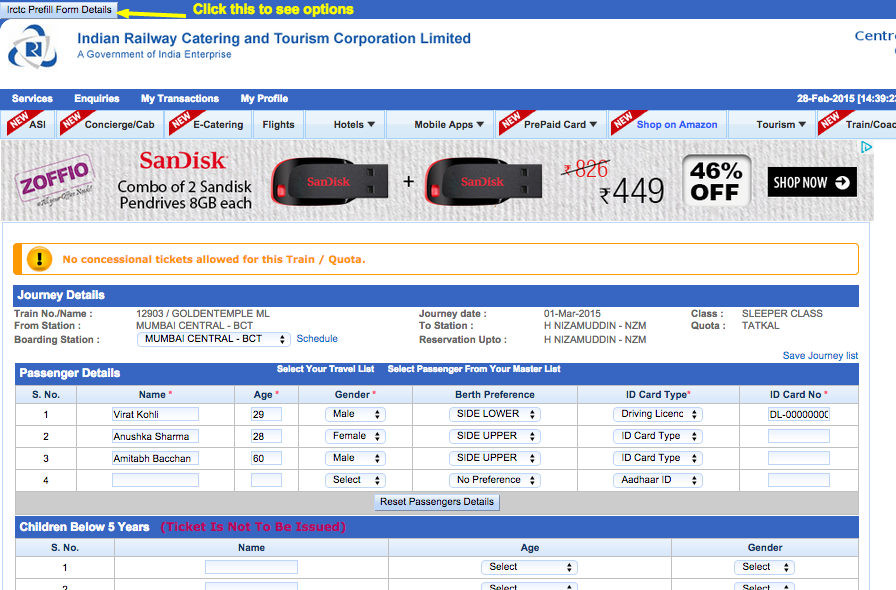 Irctc Prefill Form Details
Click this to see options
Indian Railway Catering and Tourism Corporation Limited
A Government of India Enterprise
Services Enquiries My Transactions My Profile
NEW ASI NEW Concierge/Cab NEW E-Catering Flights Hotels Mobile Apps NEW PrePaid Card NEW Shop on Amazon Tourism NEW
ZOFFIO
SanDisk
Combo of 2 Sandisk
Pendrives 8GB each
SanDisk + SanDisk
₹ 826
₹ 449
46%
OFF
SHOP NOW
! No concessional tickets allowed for this Train / Quota.
Journey Details
Train No./Name : 12903 / GOLDENTEMPLE ML Journey date : 01-Mar-2015 Class : SLEEPER CLASS
From Station : MUMBAI CENTRAL - BCT To Station : H NIZAMUDDIN - NZM Quota : TATKAL
Boarding Station : MUMBAI CENTRAL - BCT Schedule Reservation Upto : H NIZAMUDDIN - NZM
Save Journey list
Passenger Details Select Your Travel List Select Passenger From Your Master List
S. No. Name * Age * Gender * Berth Preference ID Card Type* ID Card No *
1 Virat Kohli 29 Male SIDE LOWER Driving Licenc DL-0000000
2 Anushka Sharma 28 Female SIDE UPPER ID Card Type
3 Amitabh Bacchan 60 Male SIDE UPPER ID Card Type
4 Select No Preference Aadhaar ID
Reset Passengers Details
Children Below 5 Years (Ticket Is Not To Be Issued)
S. No. Name Age Gender
1 Select Select
2 Select Select